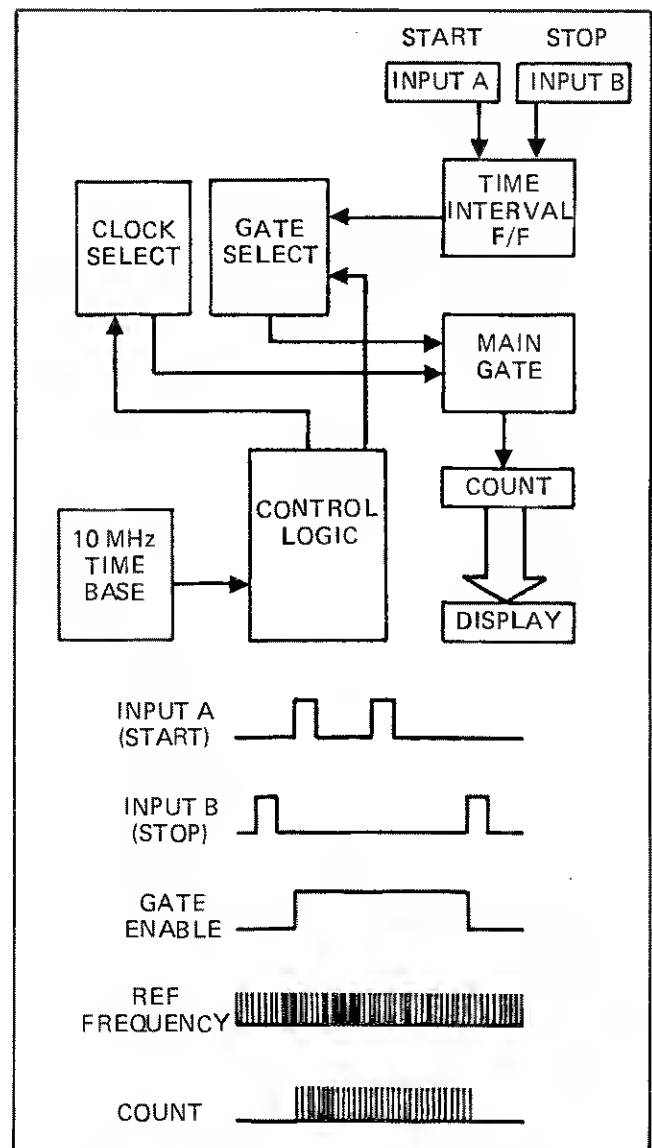 START
STOP
INPUT A
INPUT B
TIME
INTERVAL
F/F
CLOCK
SELECT
GATE
SELECT
MAIN
GATE
COUNT
CONTROL
LOGIC
10 MHz
TIME
BASE
DISPLAY
INPUT A
(START)
INPUT B
(STOP)
GATE
ENABLE
REF
FREQUENCY
COUNT